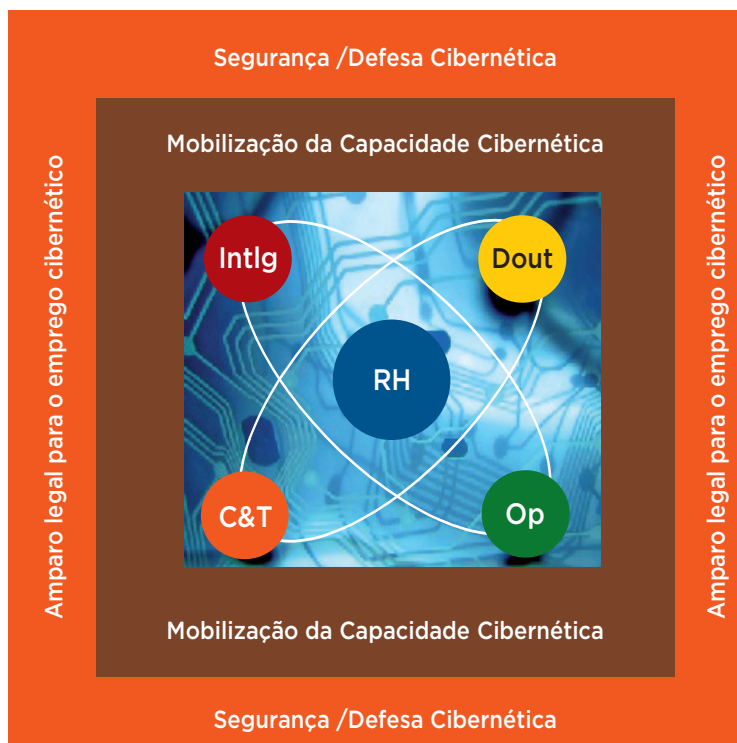 Segurança /Defesa Cibernética
Mobilização da Capacidade Cibernética
Amparo legal para o emprego cibernético
Intlg
Dout
RH
C&T
Op
Amparo legal para o emprego cibernético
Mobilização da Capacidade Cibernética
Segurança /Defesa Cibernética